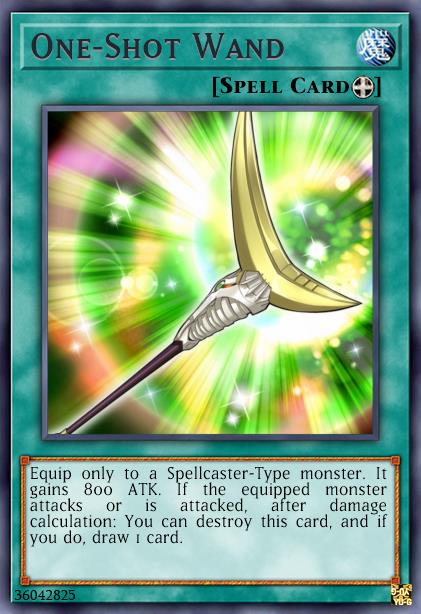 One-Shot Wand
魔
[Spell Card]
Equip only to a Spellcaster-Type monster. It
gains 800 ATK. If the equipped monster
attacks or is attacked, after damage
calculation: You can destroy this card, and if
you do, draw 1 card.
36042825